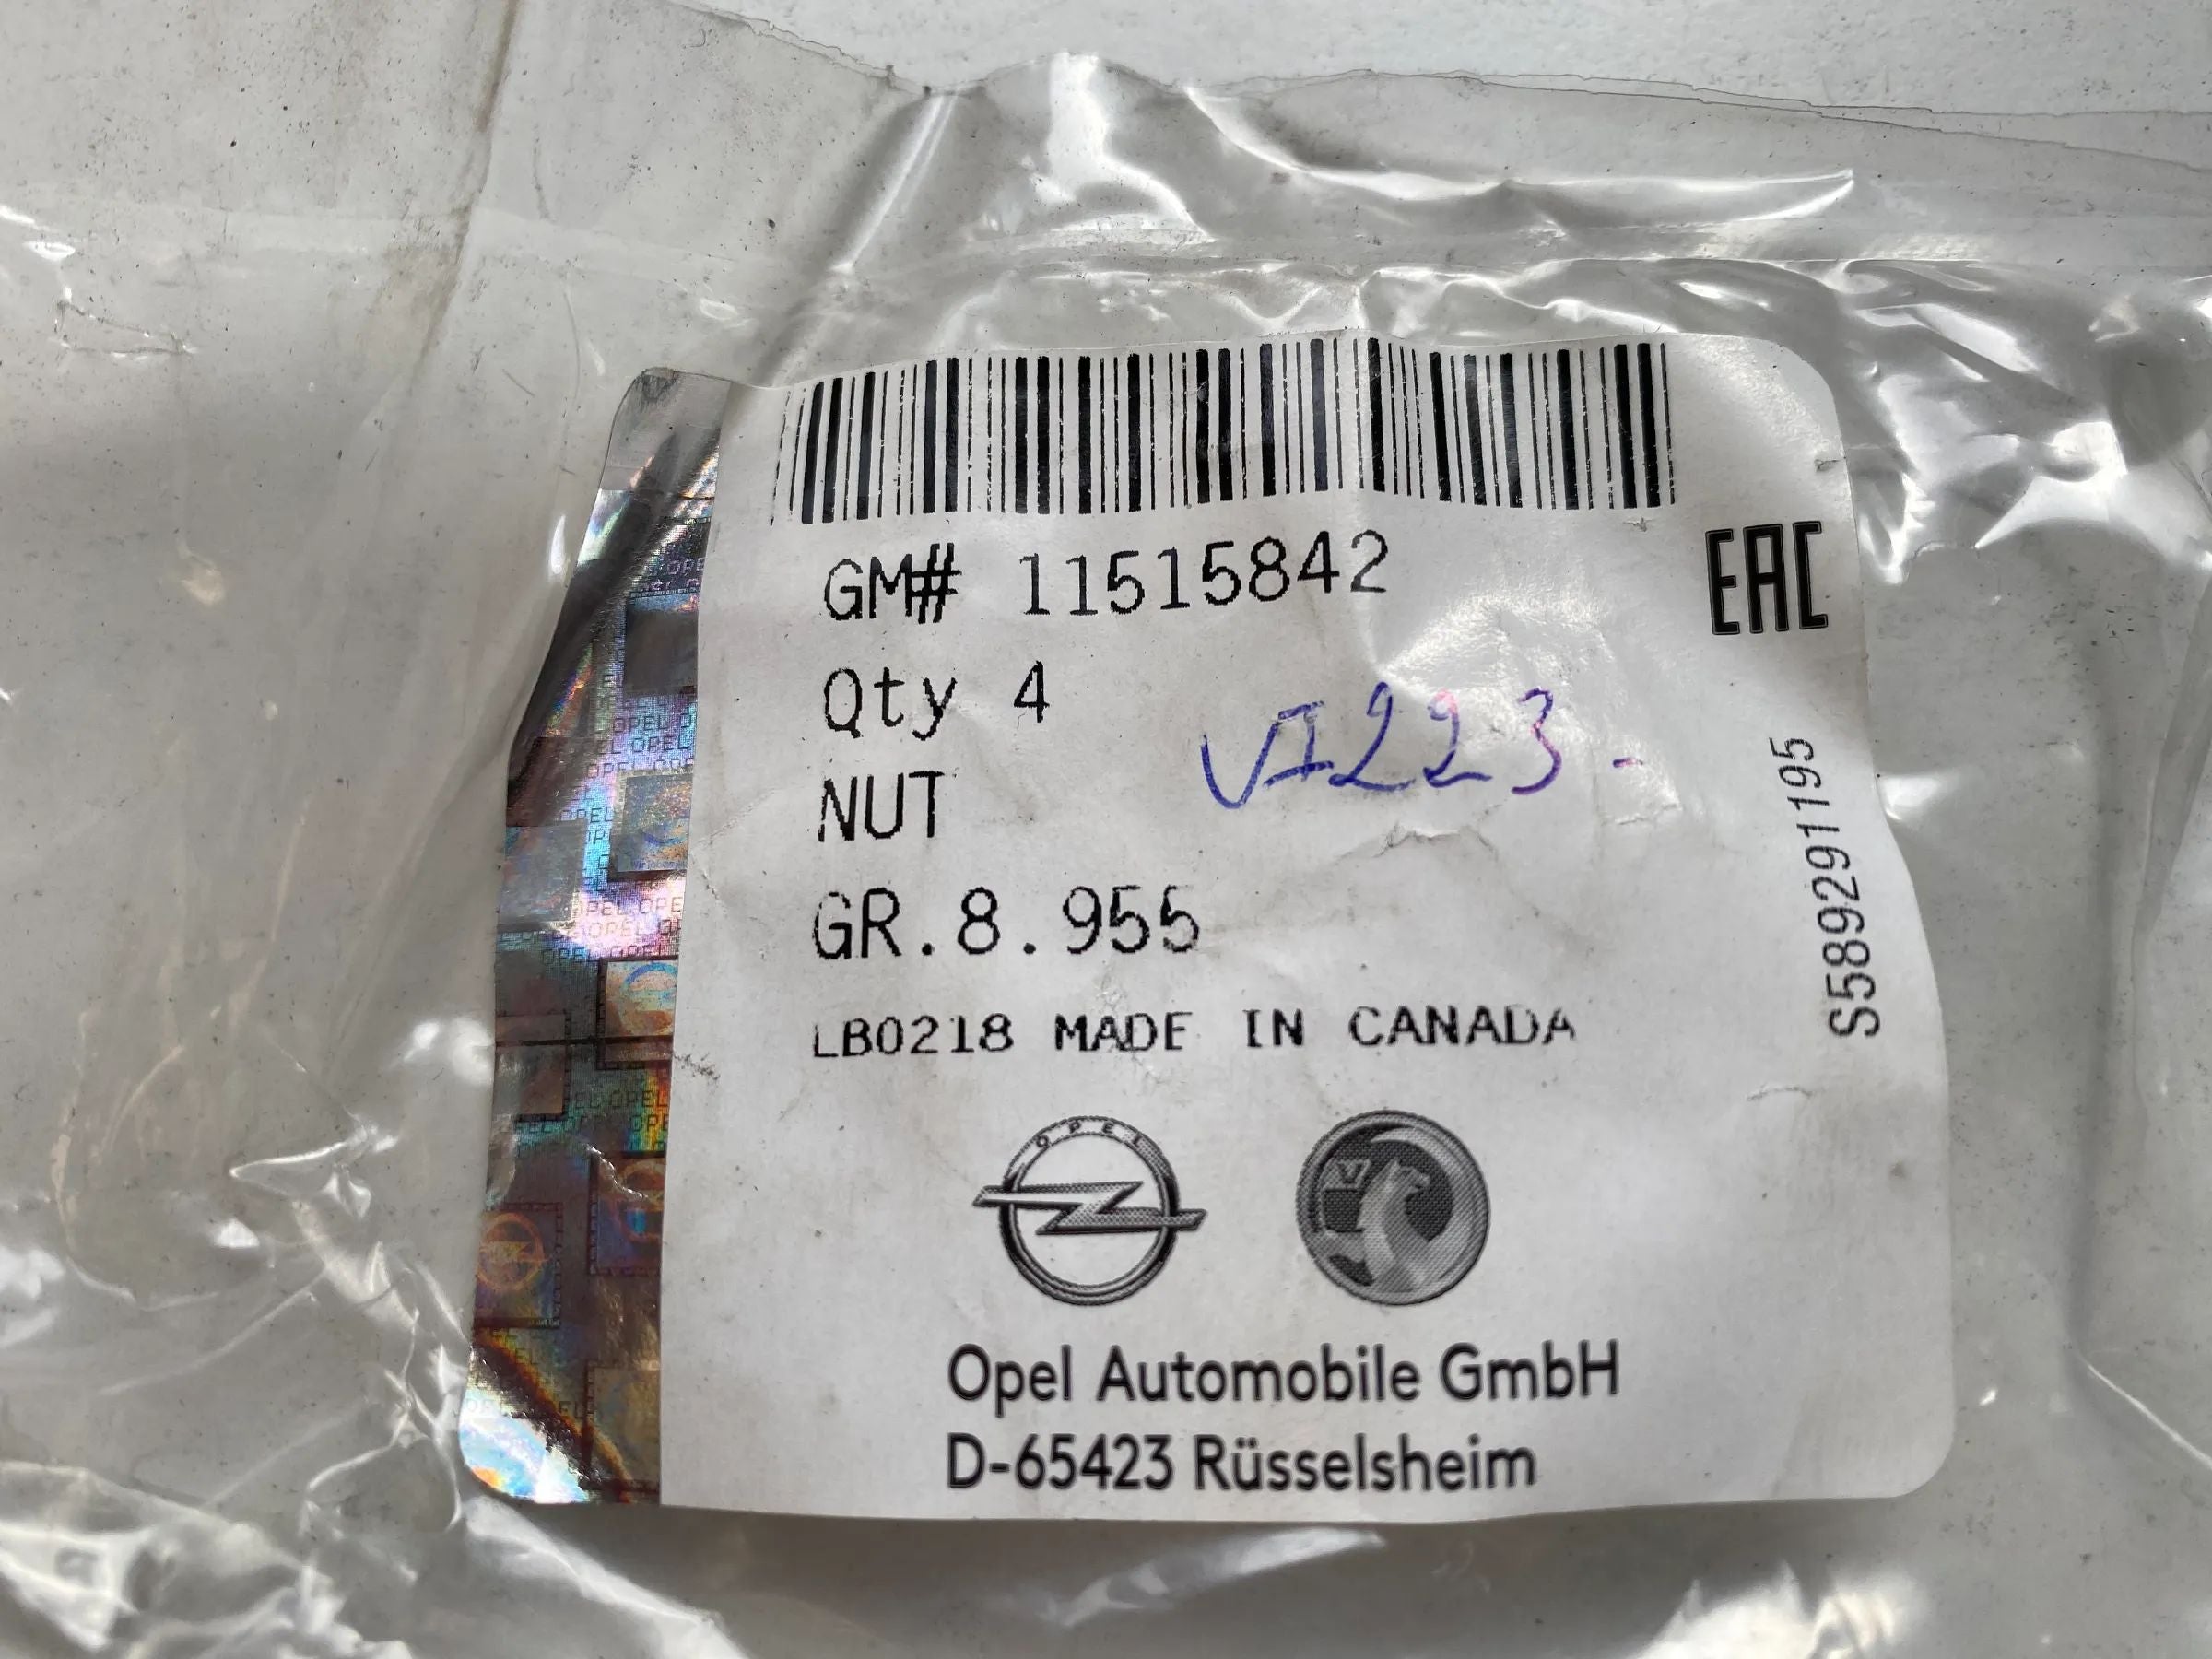 GM# 11515842
EAC
Qty 4
NUT
GR.8.955
LB0218 MADE IN CANADA
S589291195
OPEL
V
Opel Automobile GmbH
D-65423 Rüsselsheim